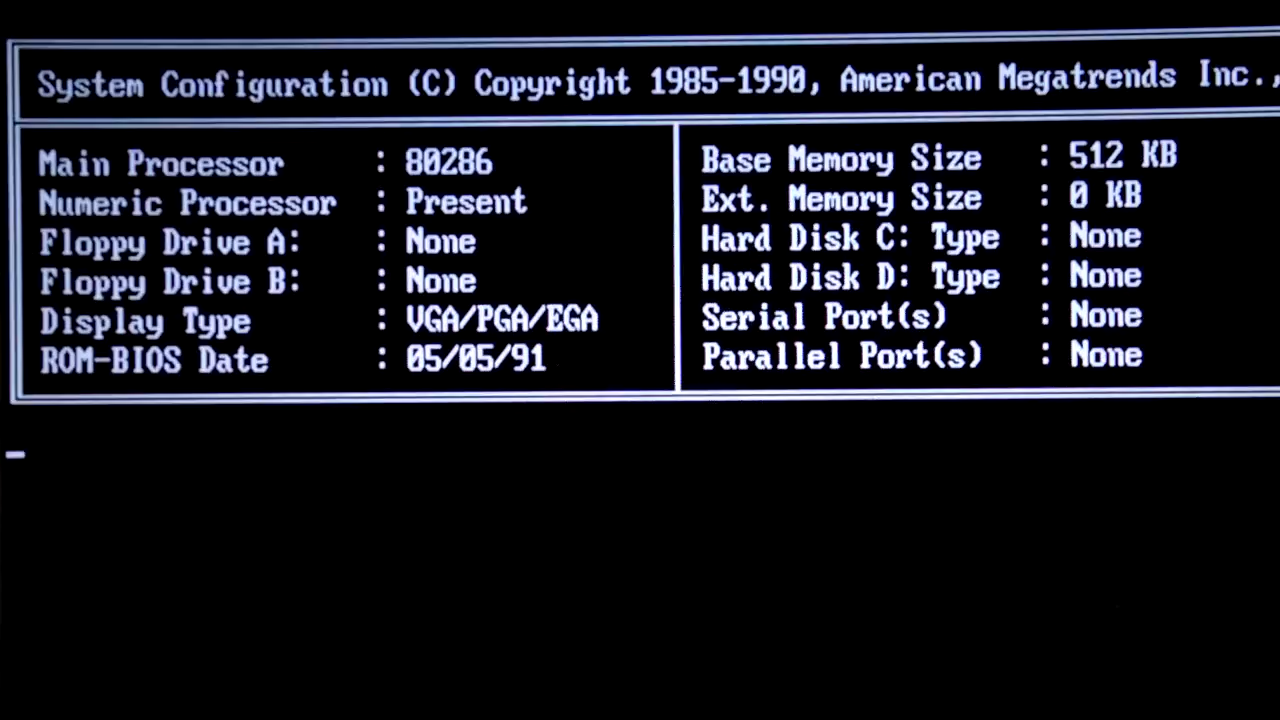 System Configuration (C) Copyright 1985-1990, American Megatrends Inc.,
Main Processor : 80286
Numeric Processor : Present
Floppy Drive A: : None
Floppy Drive B: : None
Display Type : VGA/PGA/EGA
ROM-BIOS Date : 05/05/91
Base Memory Size : 512 KB
Ext. Memory Size : 0 KB
Hard Disk C: Type : None
Hard Disk D: Type : None
Serial Port(s) : None
Parallel Port(s) : None